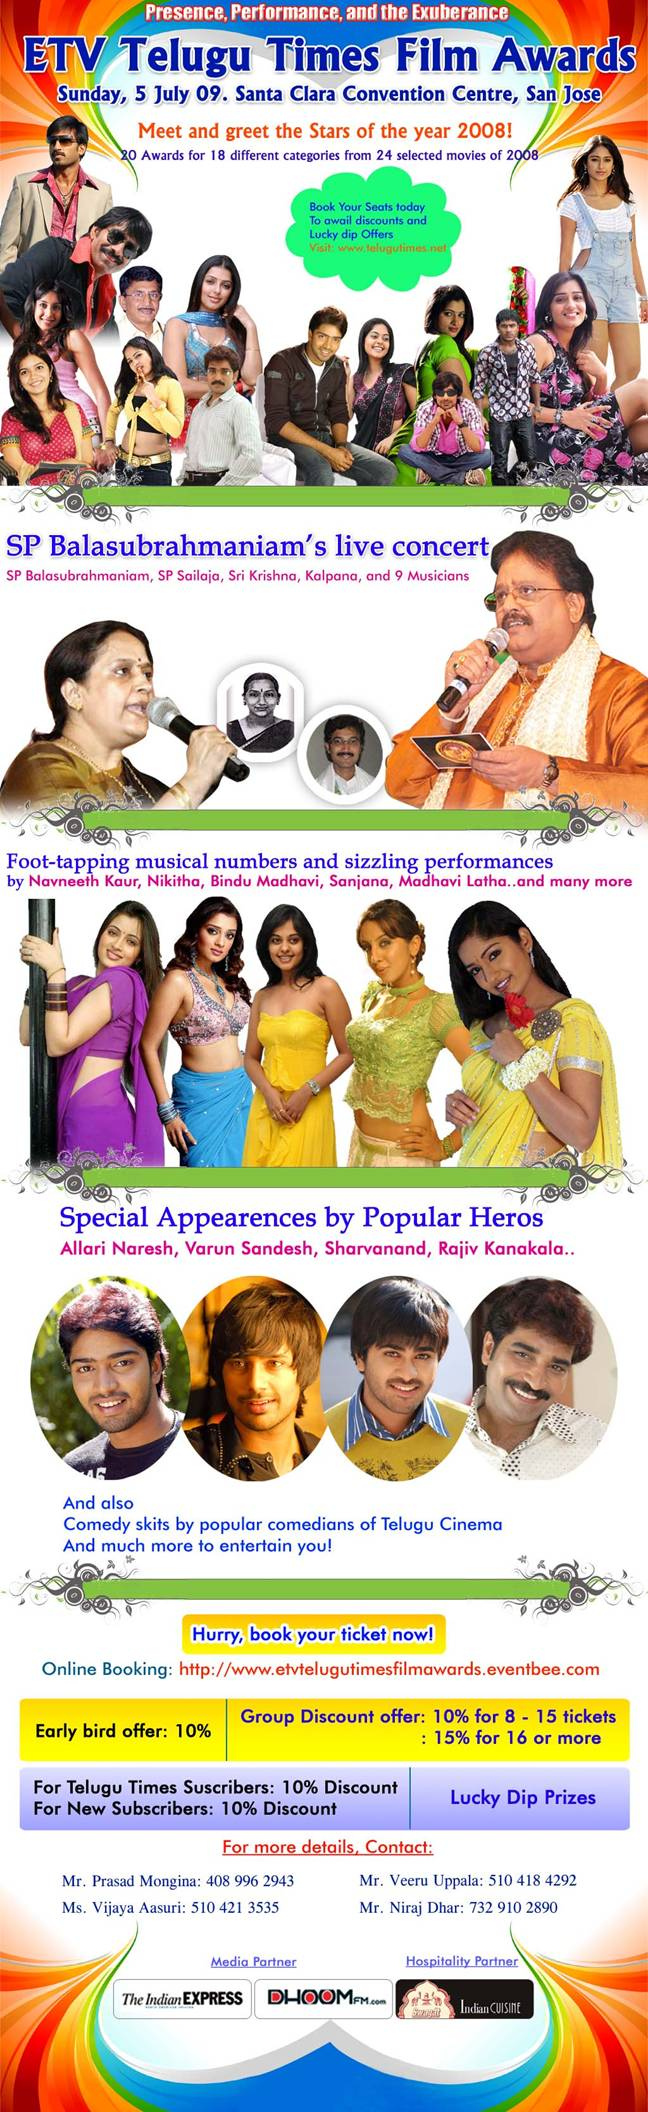 Presence, Performance, and the Exuberance
ETV Telugu Times Film Awards
Sunday, 5 July 09. Santa Clara Convention Centre, San Jose
Meet and greet the Stars of the year 2008!
20 Awards for 18 different categories from 24 selected movies of 2008
Book Your Seats today
To awail discounts and
Lucky dip Offers
Visit: www.telugutimes.net
SP Balasubrahmaniam's live concert
SP Balasubrahmaniam, SP Sailaja, Sri Krishna, Kalpana, and 9 Musicians
Foot-tapping musical numbers and sizzling performances
by Navneeth Kaur, Nikitha, Bindu Madhavi, Sanjana, Madhavi Latha..and many more
Special Appearences by Popular Heros
Allari Naresh, Varun Sandesh, Sharvanand, Rajiv Kanakala..
And also
Comedy skits by popular comedians of Telugu Cinema
And much more to entertain you!
Hurry, book your ticket now!
Online Booking: http://www.etvtelugutimesfilmawards.eventbee.com
Early bird offer: 10%
Group Discount offer: 10% for 8 - 15 tickets
: 15% for 16 or more
For Telugu Times Suscribers: 10% Discount
For New Subscribers: 10% Discount
Lucky Dip Prizes
For more details, Contact:
Mr. Prasad Mongina: 408 996 2943
Mr. Veeru Uppala: 510 418 4292
Ms. Vijaya Aasuri: 510 421 3535
Mr. Niraj Dhar: 732 910 2890
Media Partner
Hospitality Partner
The Indian EXPRESS
DHOOMFM.com
Swagat
Indian CUISINE